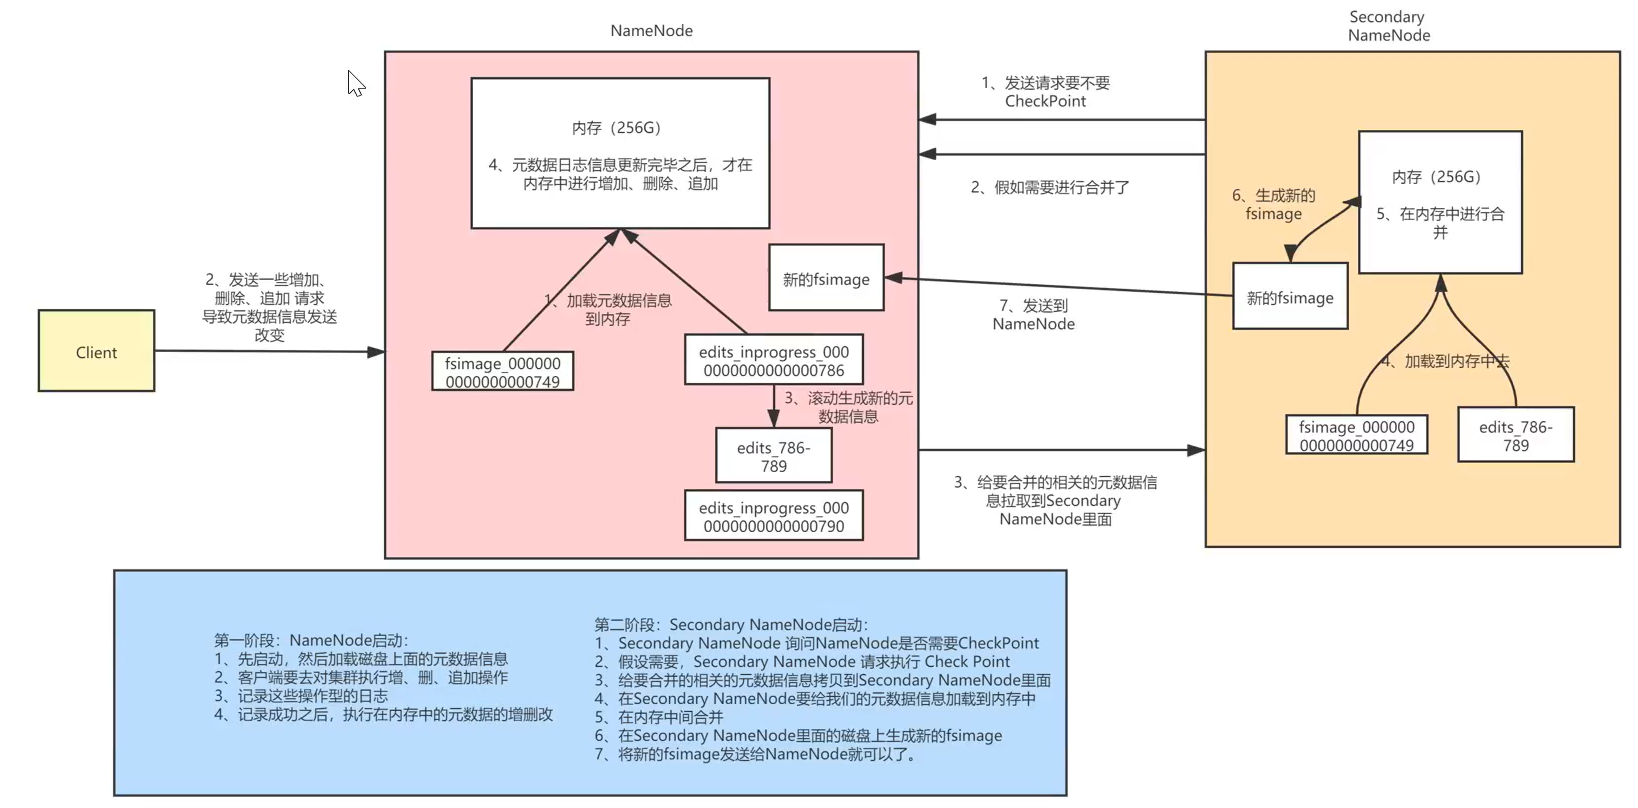 NameNode
Secondary
NameNode
内存（256G）
4、元数据日志信息更新完毕之后，才在
内存中进行增加、删除、追加
1、发送请求要不要
CheckPoint
2、假如需要进行合并了
内存（256G）
5、在内存中进行合
并
6、生成新的
fsimage
新的fsimage
新的fsimage
7、发送到
NameNode
2、发送一些增加、
删除、追加 请求
导致元数据信息发送
改变
Client
1、加载元数据信息
到内存
fsimage_000000
0000000000749
edits_inprogress_000
0000000000000786
3、滚动生成新的元
数据信息
edits_786-
789
edits_inprogress_000
0000000000000790
4、加载到内存中去
fsimage_000000
0000000000749
edits_786-
789
3、给要合并的相关的元数据信
息拉取到Secondary
NameNode里面
第一阶段：NameNode启动：
1、先启动，然后加载磁盘上面的元数据信息
2、客户端要去对集群执行增、删、追加操作
3、记录这些操作型的日志
4、记录成功之后，执行在内存中的元数据的增删改
第二阶段：Secondary NameNode启动：
1、Secondary NameNode 询问NameNode是否需要CheckPoint
2、假设需要，Secondary NameNode 请求执行 Check Point
3、给要合并的相关的元数据信息拷贝到Secondary NameNode里面
4、在Secondary NameNode要给我们的元数据信息加载到内存中
5、在内存中间合并
6、在Secondary NameNode里面的磁盘上生成新的fsimage
7、将新的fsimage发送给NameNode就可以了。